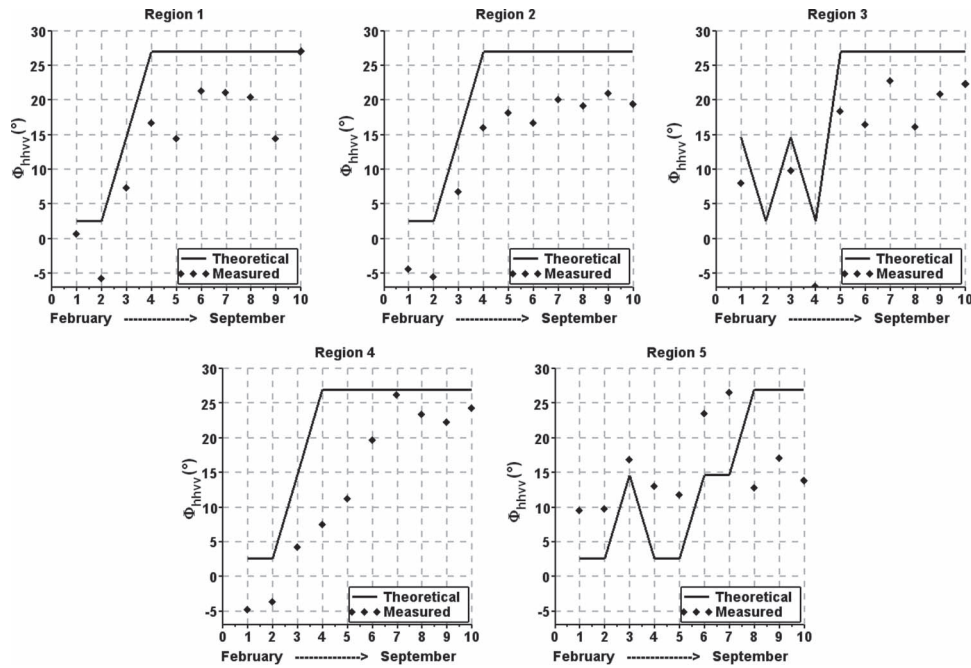 Region 1
Φhhvv(°)
30
25
20
15
10
5
0
-5
Theoretical
Measured
0 1 2 3 4 5 6 7 8 9 10
February -------------> September
Region 2
Φhhvv(°)
30
25
20
15
10
5
0
-5
Theoretical
Measured
0 1 2 3 4 5 6 7 8 9 10
February -------------> September
Region 3
Φhhvv(°)
30
25
20
15
10
5
0
-5
Theoretical
Measured
0 1 2 3 4 5 6 7 8 9 10
February -------------> September
Region 4
Φhhvv(°)
30
25
20
15
10
5
0
-5
Theoretical
Measured
0 1 2 3 4 5 6 7 8 9 10
February -------------> September
Region 5
Φhhvv(°)
30
25
20
15
10
5
0
-5
Theoretical
Measured
0 1 2 3 4 5 6 7 8 9 10
February -------------> September